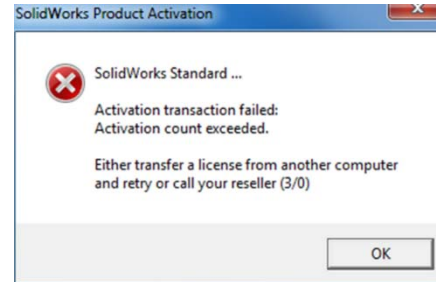 SolidWorks Product Activation
SolidWorks Standard ...
Activation transaction failed:
Activation count exceeded.
Either transfer a license from another computer
and retry or call your reseller (3/0)
OK